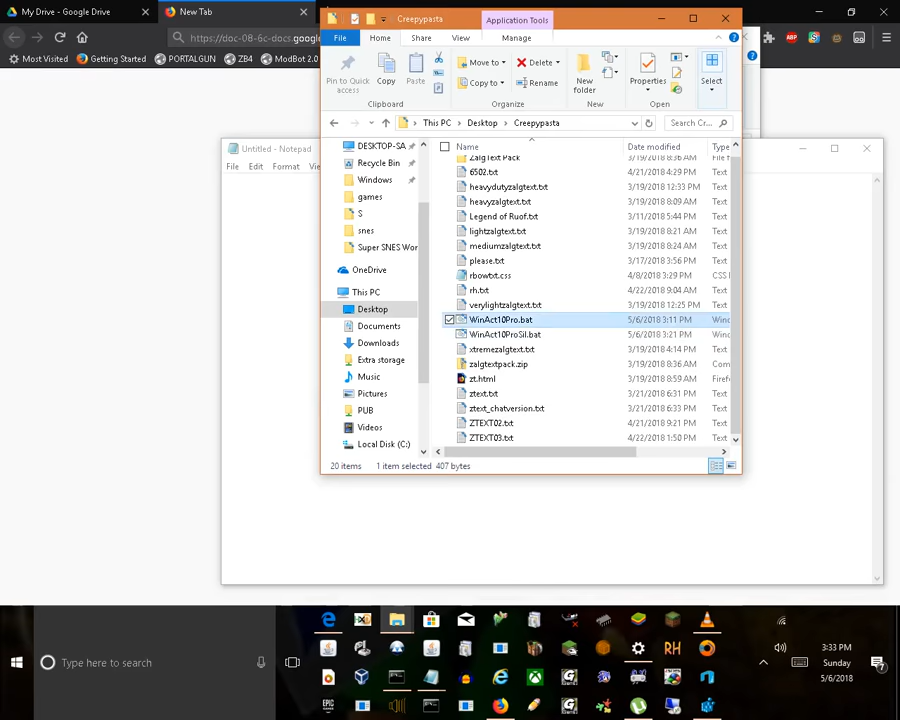 My Drive - Google Drive
New Tab
https://doc-08-6c-docs.google
Most Visited
Getting Started
PORTALGUN
ZB4
ModBot 2.0
Creepypasta
Application Tools
File
Home
Share
View
Manage
Pin to Quick access
Copy
Paste
Move to
Copy to
Delete
Rename
New folder
Properties
Select
Clipboard
Organize
New
Open
This PC
Desktop
Creepypasta
Search Cr...
Untitled - Notepad
File
Edit
Format
DESKTOP-SA
Recycle Bin
Windows
games
S
snes
Super SNES Wor
OneDrive
This PC
Desktop
Documents
Downloads
Extra storage
Music
Pictures
PUB
Videos
Local Disk (C:)
Name
Date modified
Type
ZalgText Pack 3/19/2018 8:36 AM File f
6502.txt 4/21/2018 4:29 PM Text
heavydutyzalgtext.txt 3/19/2018 12:33 PM Text
heavyzalgtext.txt 3/19/2018 8:09 AM Text
Legend of Ruof.txt 3/11/2018 5:44 PM Text
lightzalgtext.txt 3/19/2018 8:21 AM Text
mediumzalgtext.txt 3/19/2018 8:24 AM Text
please.txt 3/17/2018 3:56 PM Text
rbowtxt.css 4/8/2018 3:29 PM CSS
rh.txt 4/22/2018 9:04 AM Text
verylightzalgtext.txt 3/19/2018 12:25 PM Text
WinAct10Pro.bat 5/6/2018 3:11 PM Winc
WinAct10ProSil.bat 5/6/2018 3:21 PM Winc
xtremezalgtext.txt 3/19/2018 4:14 PM Text
zalgtextpack.zip 3/19/2018 8:36 AM Com
zt.html 3/18/2018 8:59 AM Firef
ztext.txt 3/21/2018 6:31 PM Text
ztext_chatversion.txt 3/21/2018 6:33 PM Text
ZTEXT02.txt 4/21/2018 9:21 PM Text
ZTEXT03.txt 4/22/2018 1:50 PM Text
20 items
1 item selected
407 bytes
Type here to search
RH
EPIC
GAMES
3:33 PM
Sunday
5/6/2018
7